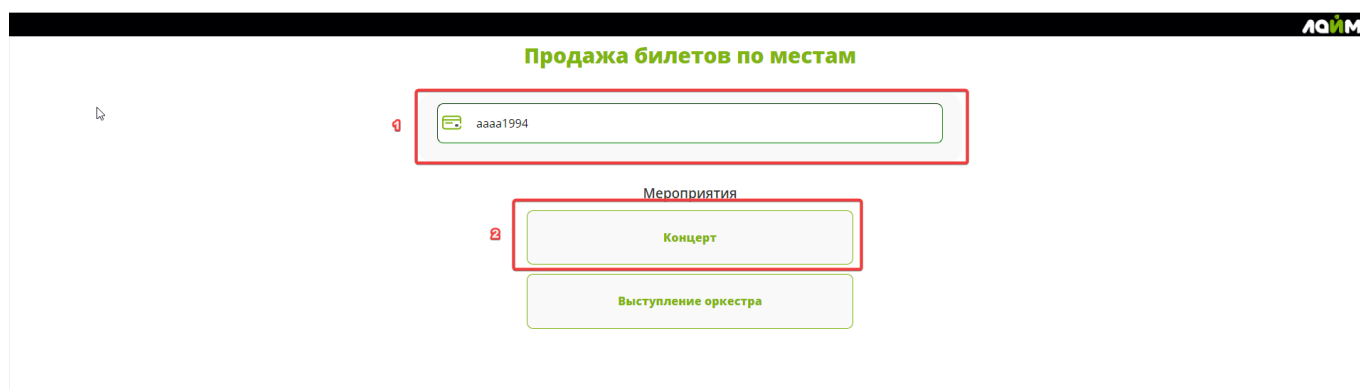 лайм
Продажа билетов по местам
1
aaaa1994
Мероприятия
2
Концерт
Выступление оркестра